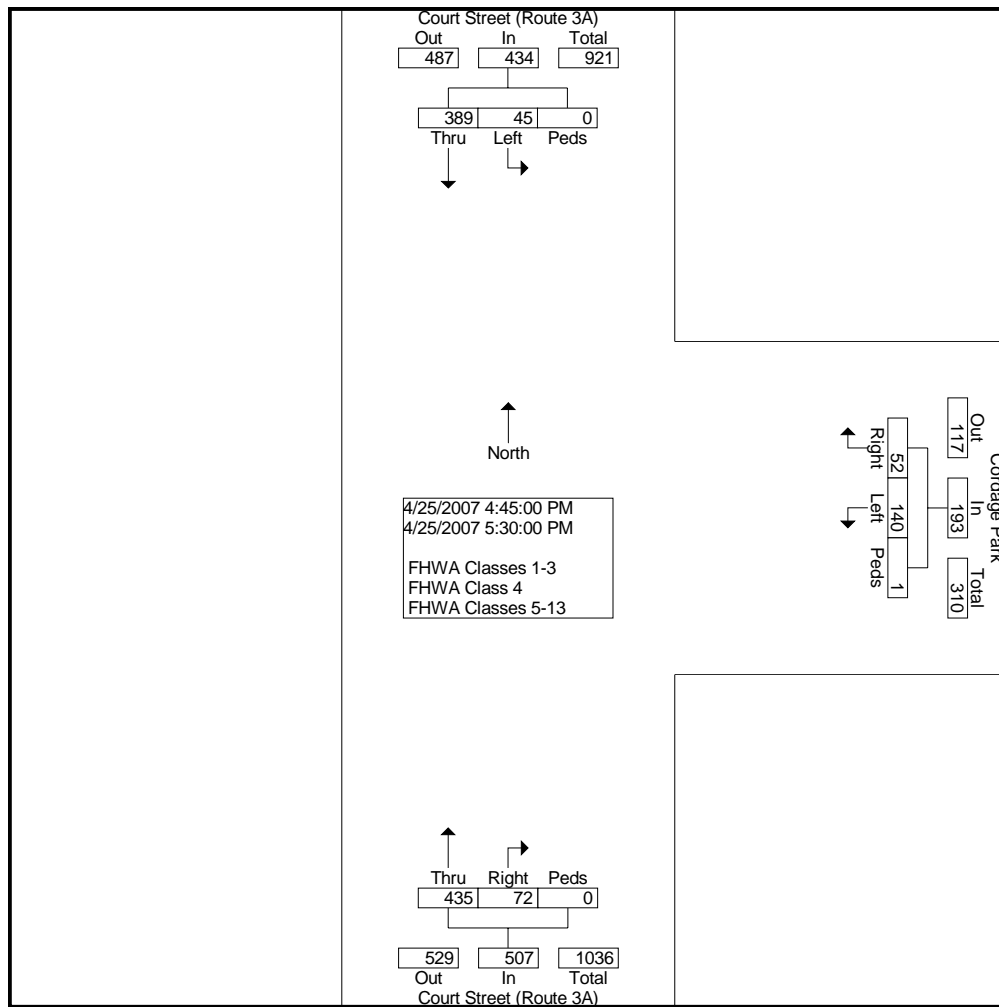 Court Street (Route 3A)
Out In Total
487 434 921
389 45 0
Thru Left Peds
North
4/25/2007 4:45:00 PM
4/25/2007 5:30:00 PM
FHWA Classes 1-3
FHWA Class 4
FHWA Classes 5-13
Cordage Park
Out In Total
117 193 310
52 140 1
Right Left Peds
Thru Right Peds
435 72 0
529 507 1036
Out In Total
Court Street (Route 3A)